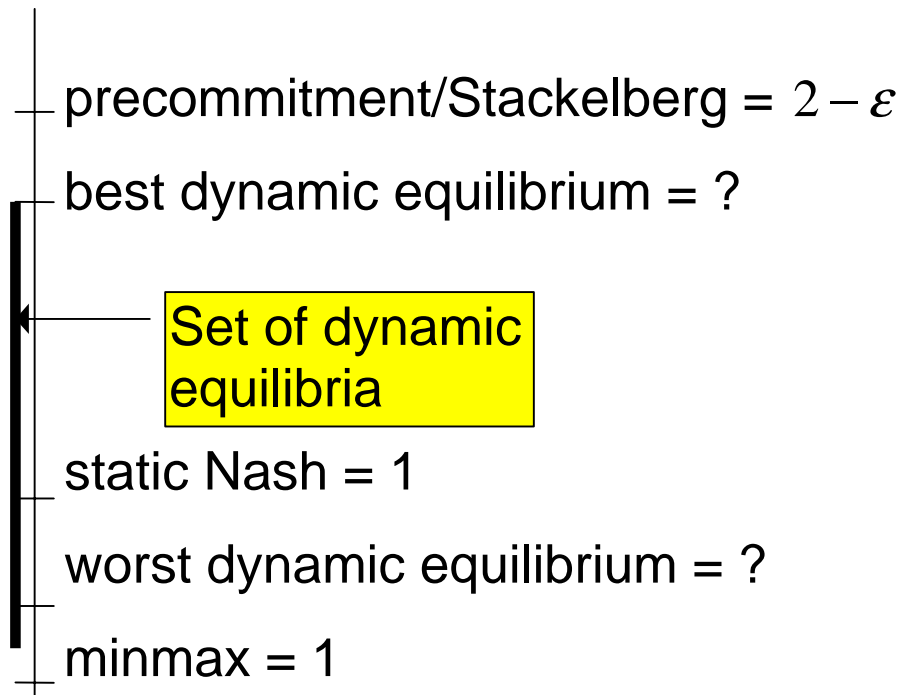 precommitment/Stackelberg = 2 − ε
best dynamic equilibrium = ?
Set of dynamic
equilibria
static Nash = 1
worst dynamic equilibrium = ?
minmax = 1